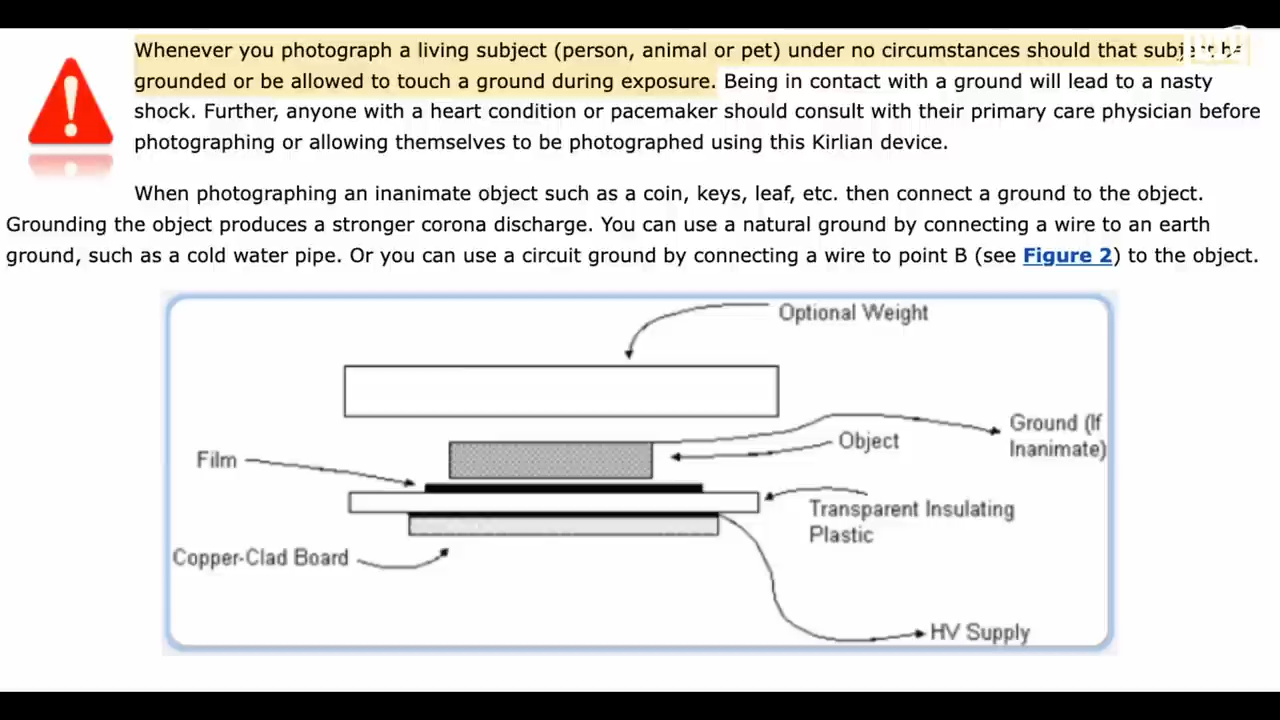 Whenever you photograph a living subject (person, animal or pet) under no circumstances should that subject be
grounded or be allowed to touch a ground during exposure. Being in contact with a ground will lead to a nasty
shock. Further, anyone with a heart condition or pacemaker should consult with their primary care physician before
photographing or allowing themselves to be photographed using this Kirlian device.
When photographing an inanimate object such as a coin, keys, leaf, etc. then connect a ground to the object.
Grounding the object produces a stronger corona discharge. You can use a natural ground by connecting a wire to an earth
ground, such as a cold water pipe. Or you can use a circuit ground by connecting a wire to point B (see Figure 2) to the object.
Optional Weight
Ground (If
Inanimate)
Object
Film
Transparent Insulating
Plastic
Copper-Clad Board
HV Supply